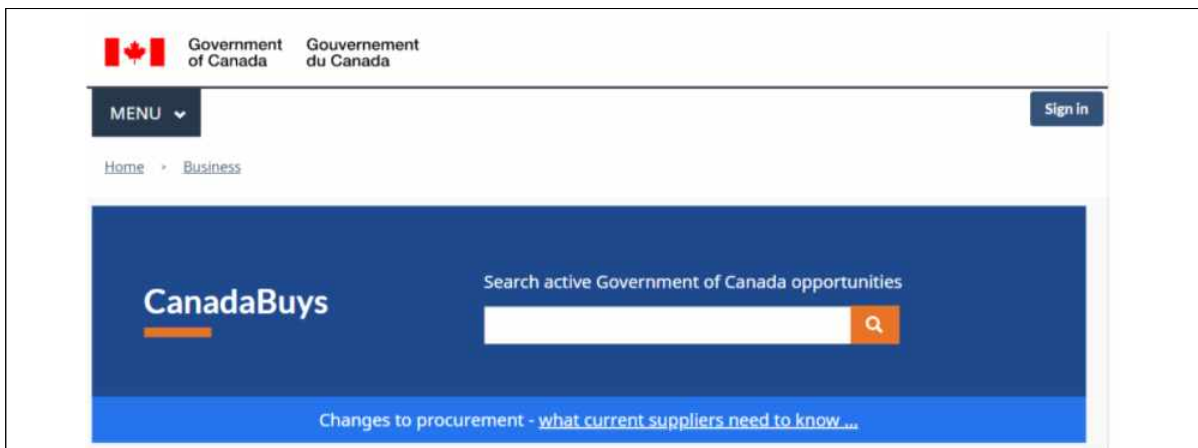 Government of Canada
Gouvernement du Canada
MENU
Sign in
Home
Business
CanadaBuys
Search active Government of Canada opportunities
Changes to procurement - what current suppliers need to know ...